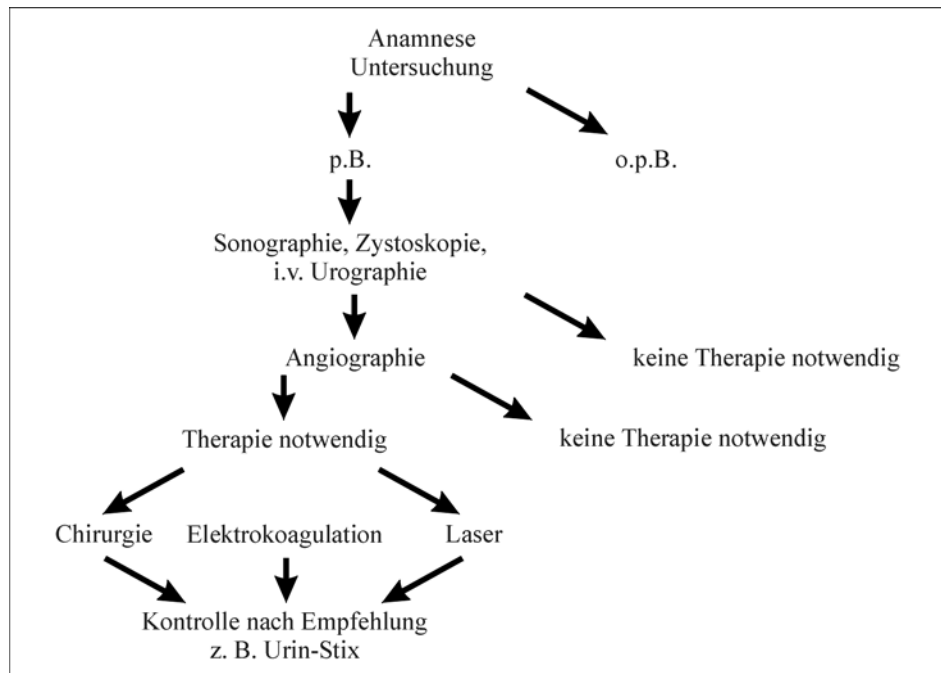 Anamnese
Untersuchung
p.B.
o.p.B.
Sonographie, Zystoskopie,
i.v. Urographie
Angiographie
keine Therapie notwendig
Therapie notwendig
keine Therapie notwendig
Chirurgie
Elektrokoagulation
Laser
Kontrolle nach Empfehlung
z. B. Urin-Stix